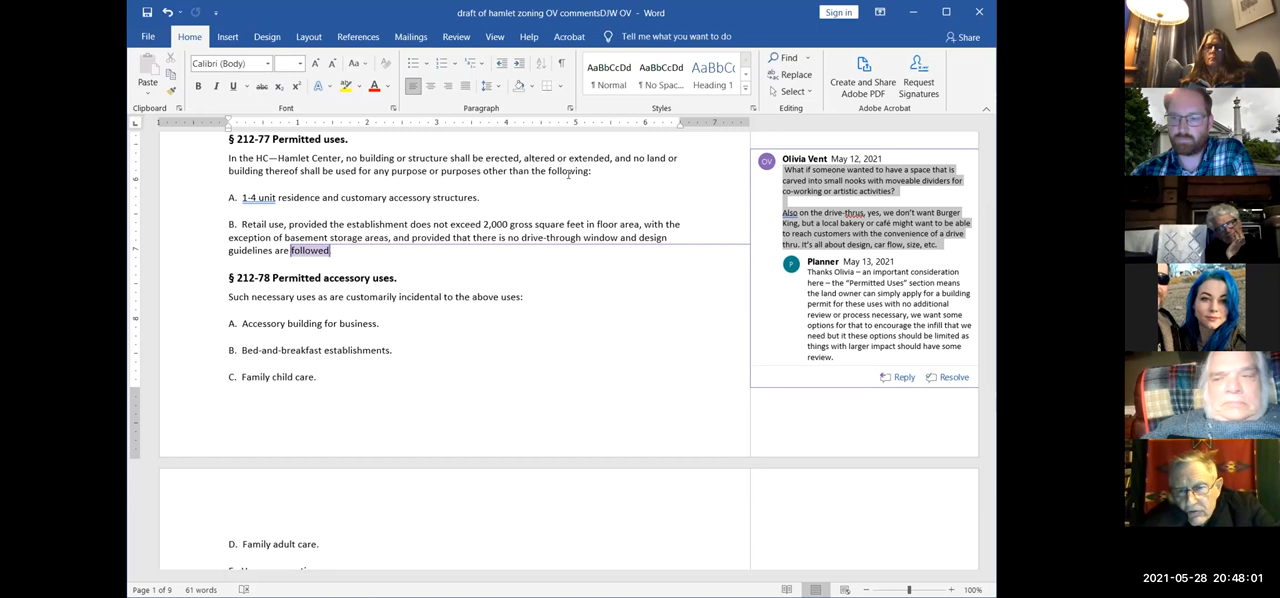 draft of hamlet zoning OV commentsDJW OV - Word
Sign in
File Home Insert Design Layout References Mailings Review View Help Acrobat Tell me what you want to do Share
Calibri (Body)
Paste
AaBbCcDd AaBbCcDd AaBbCc
¶ Normal ¶ No Spac... Heading 1
Find
Replace
Select
Create and Share Adobe PDF
Request Signatures
Clipboard Font Paragraph Styles Editing Adobe Acrobat
§ 212-77 Permitted uses.
In the HC—Hamlet Center, no building or structure shall be erected, altered or extended, and no land or
building thereof shall be used for any purpose or purposes other than the following:
A. 1-4 unit residence and customary accessory structures.
B. Retail use, provided the establishment does not exceed 2,000 gross square feet in floor area, with the
exception of basement storage areas, and provided that there is no drive-through window and design
guidelines are followed.
§ 212-78 Permitted accessory uses.
Such necessary uses as are customarily incidental to the above uses:
A. Accessory building for business.
B. Bed-and-breakfast establishments.
C. Family child care.
D. Family adult care.
OV
Olivia Vent May 12, 2021
What if someone wanted to have a space that is
carved into small nooks with moveable dividers for
co-working or artistic activities?
Also on the drive-thrus, yes, we don't want Burger
King, but a local bakery or café might want to be able
to reach customers with the convenience of a drive
thru. It's all about design, car flow, size, etc.
P
Planner May 13, 2021
Thanks Olivia – an important consideration
here – the "Permitted Uses" section means
the land owner can simply apply for a building
permit for these uses with no additional
review or process necessary, we want some
options for that to encourage the infill that we
need but it these options should be limited as
things with larger impact should have some
review.
Reply Resolve
Page 1 of 9 61 words
100%
2021-05-28 20:48:01